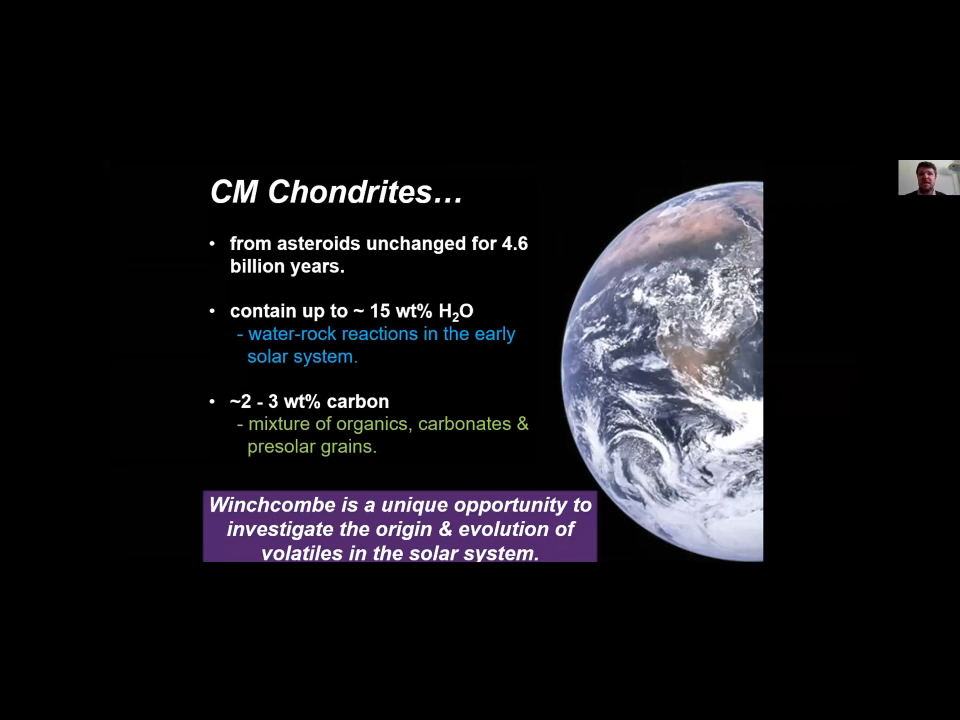 CM Chondrites…
• from asteroids unchanged for 4.6
billion years.
• contain up to ~ 15 wt% H₂O
- water-rock reactions in the early
solar system.
• ~2 - 3 wt% carbon
- mixture of organics, carbonates &
presolar grains.
Winchcombe is a unique opportunity to
investigate the origin & evolution of
volatiles in the solar system.